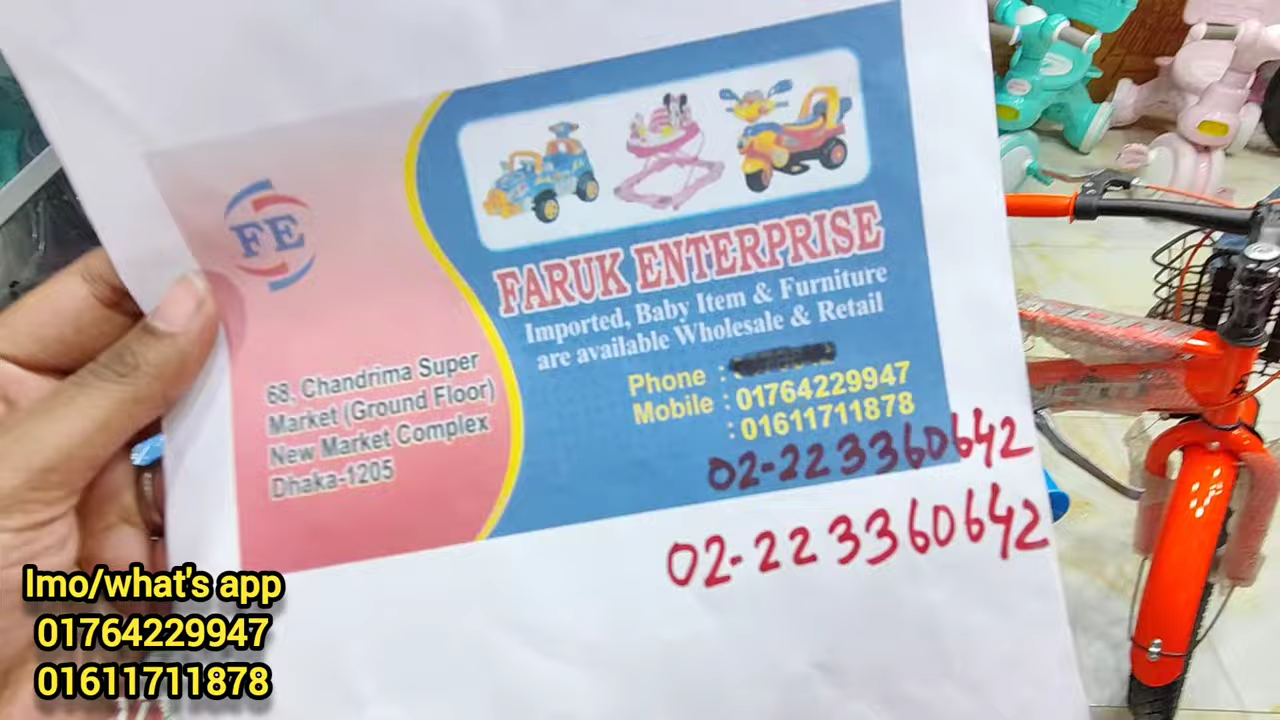 FE
FARUK ENTERPRISE
Imported, Baby Item & Furniture
are available Wholesale & Retail
68, Chandrima Super
Market (Ground Floor)
New Market Complex
Dhaka-1205
Phone :
Mobile : 01764229947
: 01611711878
02-223360642
02-223360642
Imo/what's app
01764229947
01611711878